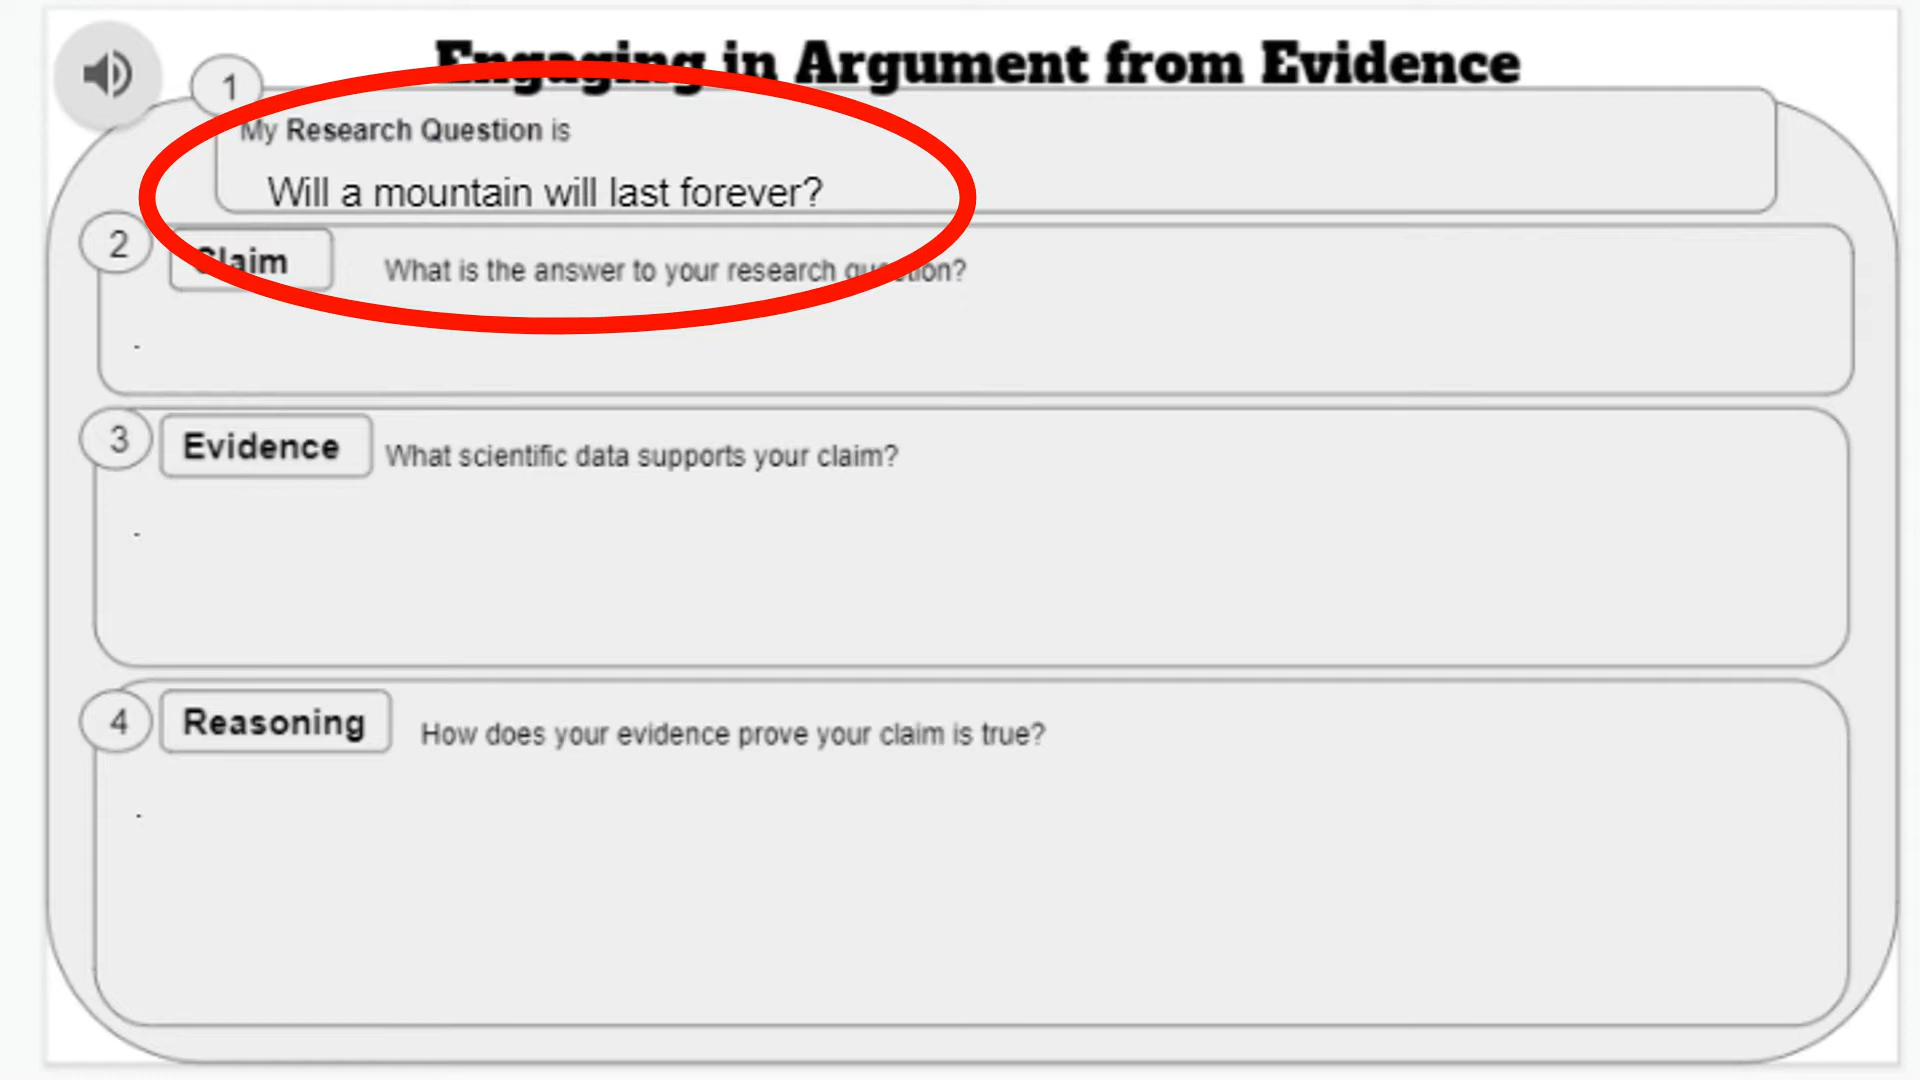 Engaging in Argument from Evidence
1
My Research Question is
Will a mountain will last forever?
2
Claim
What is the answer to your research question?
3
Evidence
What scientific data supports your claim?
.
4
Reasoning
How does your evidence prove your claim is true?
.